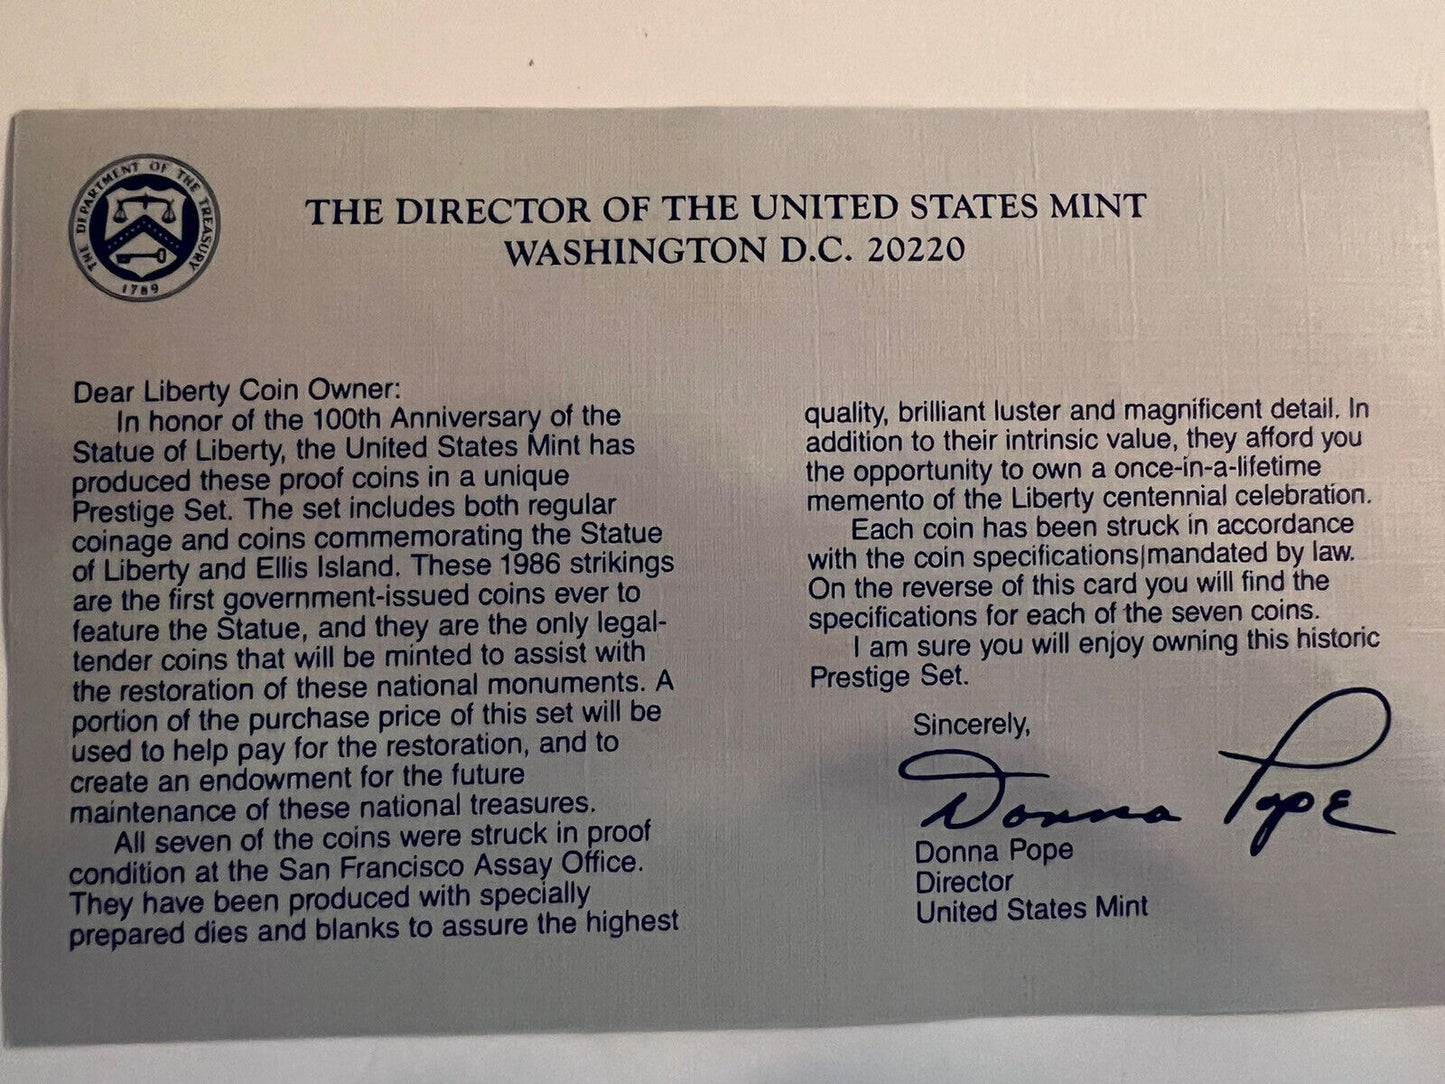 THE DEPARTMENT OF THE TREASURY
1789
THE DIRECTOR OF THE UNITED STATES MINT
WASHINGTON D.C. 20220
Dear Liberty Coin Owner:
In honor of the 100th Anniversary of the
Statue of Liberty, the United States Mint has
produced these proof coins in a unique
Prestige Set. The set includes both regular
coinage and coins commemorating the Statue
of Liberty and Ellis Island. These 1986 strikings
are the first government-issued coins ever to
feature the Statue, and they are the only legal-
tender coins that will be minted to assist with
the restoration of these national monuments. A
portion of the purchase price of this set will be
used to help pay for the restoration, and to
create an endowment for the future
maintenance of these national treasures.
All seven of the coins were struck in proof
condition at the San Francisco Assay Office.
They have been produced with specially
prepared dies and blanks to assure the highest
quality, brilliant luster and magnificent detail. In
addition to their intrinsic value, they afford you
the opportunity to own a once-in-a-lifetime
memento of the Liberty centennial celebration.
Each coin has been struck in accordance
with the coin specifications|mandated by law.
On the reverse of this card you will find the
specifications for each of the seven coins.
I am sure you will enjoy owning this historic
Prestige Set.
Sincerely,
Donna Pope
Donna Pope
Director
United States Mint